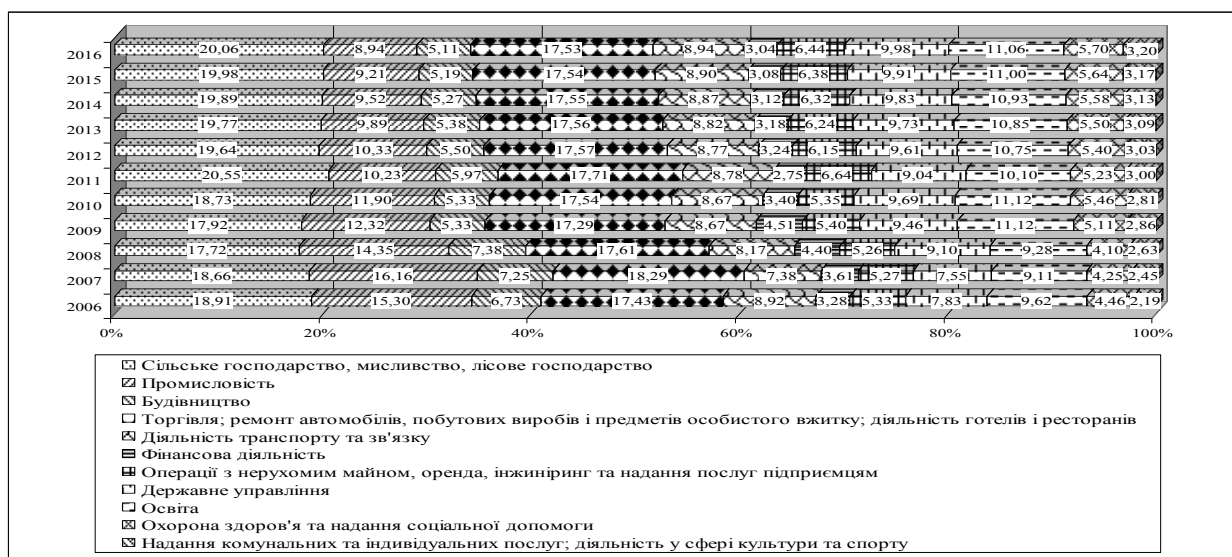 2016 20,06 8,94 5,11 17,53 8,94 3,04 6,44 9,98 11,06 5,70 3,20
2015 19,98 9,21 5,19 17,54 8,90 3,08 6,38 9,91 11,00 5,64 3,17
2014 19,89 9,52 5,27 17,55 8,87 3,12 6,32 9,83 10,93 5,58 3,13
2013 19,77 9,89 5,38 17,56 8,82 3,18 6,24 9,73 10,85 5,50 3,09
2012 19,64 10,33 5,50 17,57 8,77 3,24 6,15 9,61 10,75 5,40 3,03
2011 20,55 10,23 5,97 17,71 8,78 2,75 6,64 9,04 10,10 5,23 3,00
2010 18,73 11,90 5,33 17,54 8,67 3,40 5,35 9,69 11,12 5,46 2,81
2009 17,92 12,32 5,33 17,29 8,67 4,51 5,40 9,46 11,12 5,11 2,86
2008 17,72 14,35 7,38 17,61 8,17 4,40 5,26 9,10 9,28 4,10 2,63
2007 18,66 16,16 7,25 18,29 7,38 3,61 5,27 7,55 9,11 4,25 2,45
2006 18,91 15,30 6,73 17,43 8,92 3,28 5,33 7,83 9,62 4,46 2,19
0% 20% 40% 60% 80% 100%
Сільське господарство, мисливство, лісове господарство
Промисловість
Будівництво
Торгівля; ремонт автомобілів, побутових виробів і предметів особистого вжитку; діяльність готелів і ресторанів
Діяльність транспорту та зв'язку
Фінансова діяльність
Операції з нерухомим майном, оренда, інжиніринг та надання послуг підприємцям
Державне управління
Освіта
Охорона здоров'я та надання соціальної допомоги
Надання комунальних та індивідуальних послуг; діяльність у сфері культури та спорту